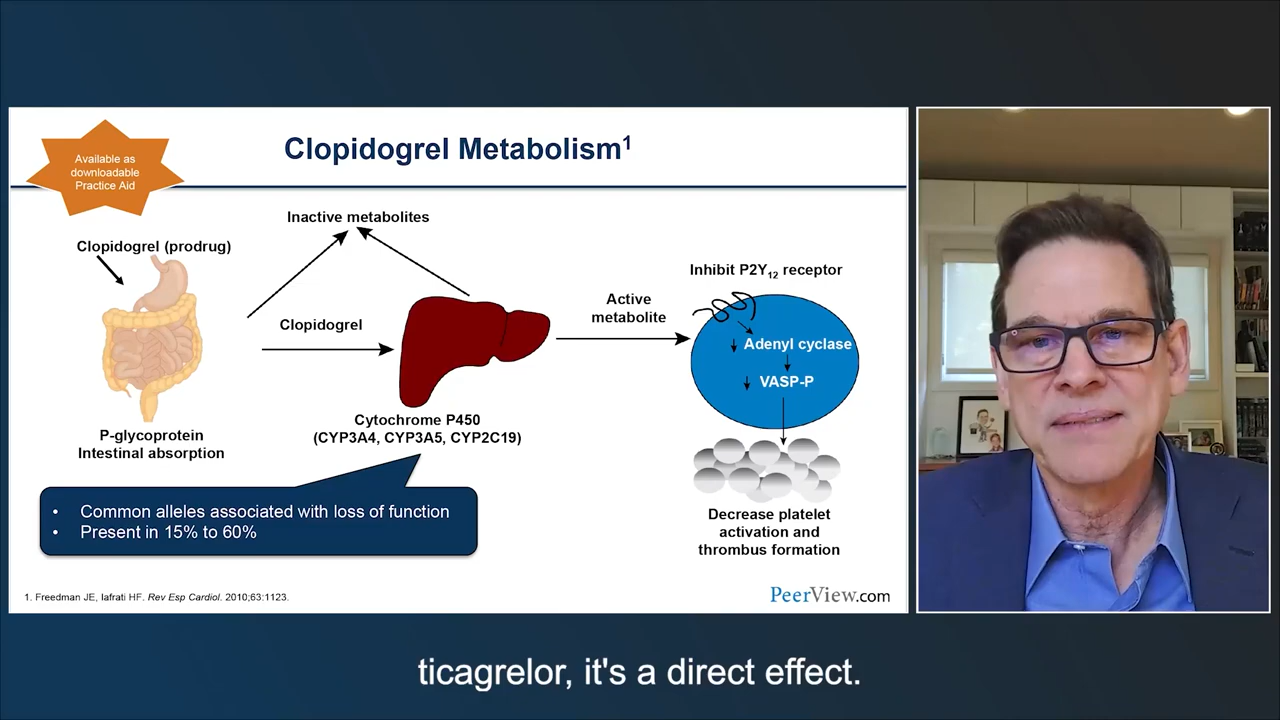 Available as
downloadable
Practice Aid
Clopidogrel Metabolism1
Inactive metabolites
Clopidogrel (prodrug)
Clopidogrel
P-glycoprotein
Intestinal absorption
Cytochrome P450
(CYP3A4, CYP3A5, CYP2C19)
Active
metabolite
Inhibit P2Y12 receptor
Adenyl cyclase
VASP-P
Decrease platelet
activation and
thrombus formation
• Common alleles associated with loss of function
• Present in 15% to 60%
1. Freedman JE, Iafrati HF. Rev Esp Cardiol. 2010;63:1123.
PeerView.com
ticagrelor, it's a direct effect.